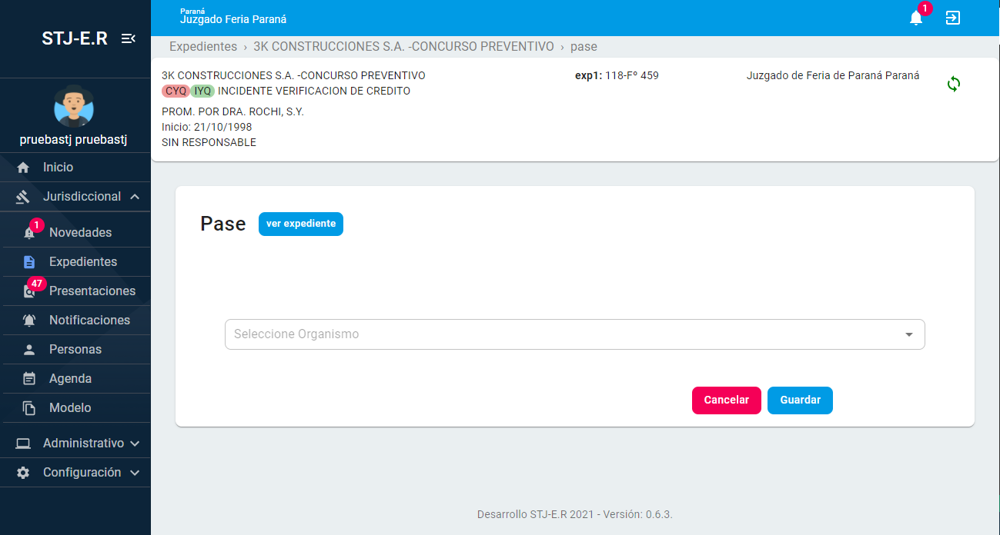 STJ-E.R
Paraná
Juzgado Feria Paraná
1
Expedientes › 3K CONSTRUCCIONES S.A. -CONCURSO PREVENTIVO › pase
3K CONSTRUCCIONES S.A. -CONCURSO PREVENTIVO
CYQ IYQ INCIDENTE VERIFICACION DE CREDITO
PROM. POR DRA. ROCHI, S.Y.
Inicio: 21/10/1998
SIN RESPONSABLE
exp1: 118-Fº 459
Juzgado de Feria de Paraná Paraná
pruebastj pruebastj
Inicio
Jurisdiccional
1
Novedades
Expedientes
47
Presentaciones
Notificaciones
Personas
Agenda
Modelo
Administrativo
Configuración
Pase
ver expediente
Seleccione Organismo
Cancelar
Guardar
Desarrollo STJ-E.R 2021 - Versión: 0.6.3.